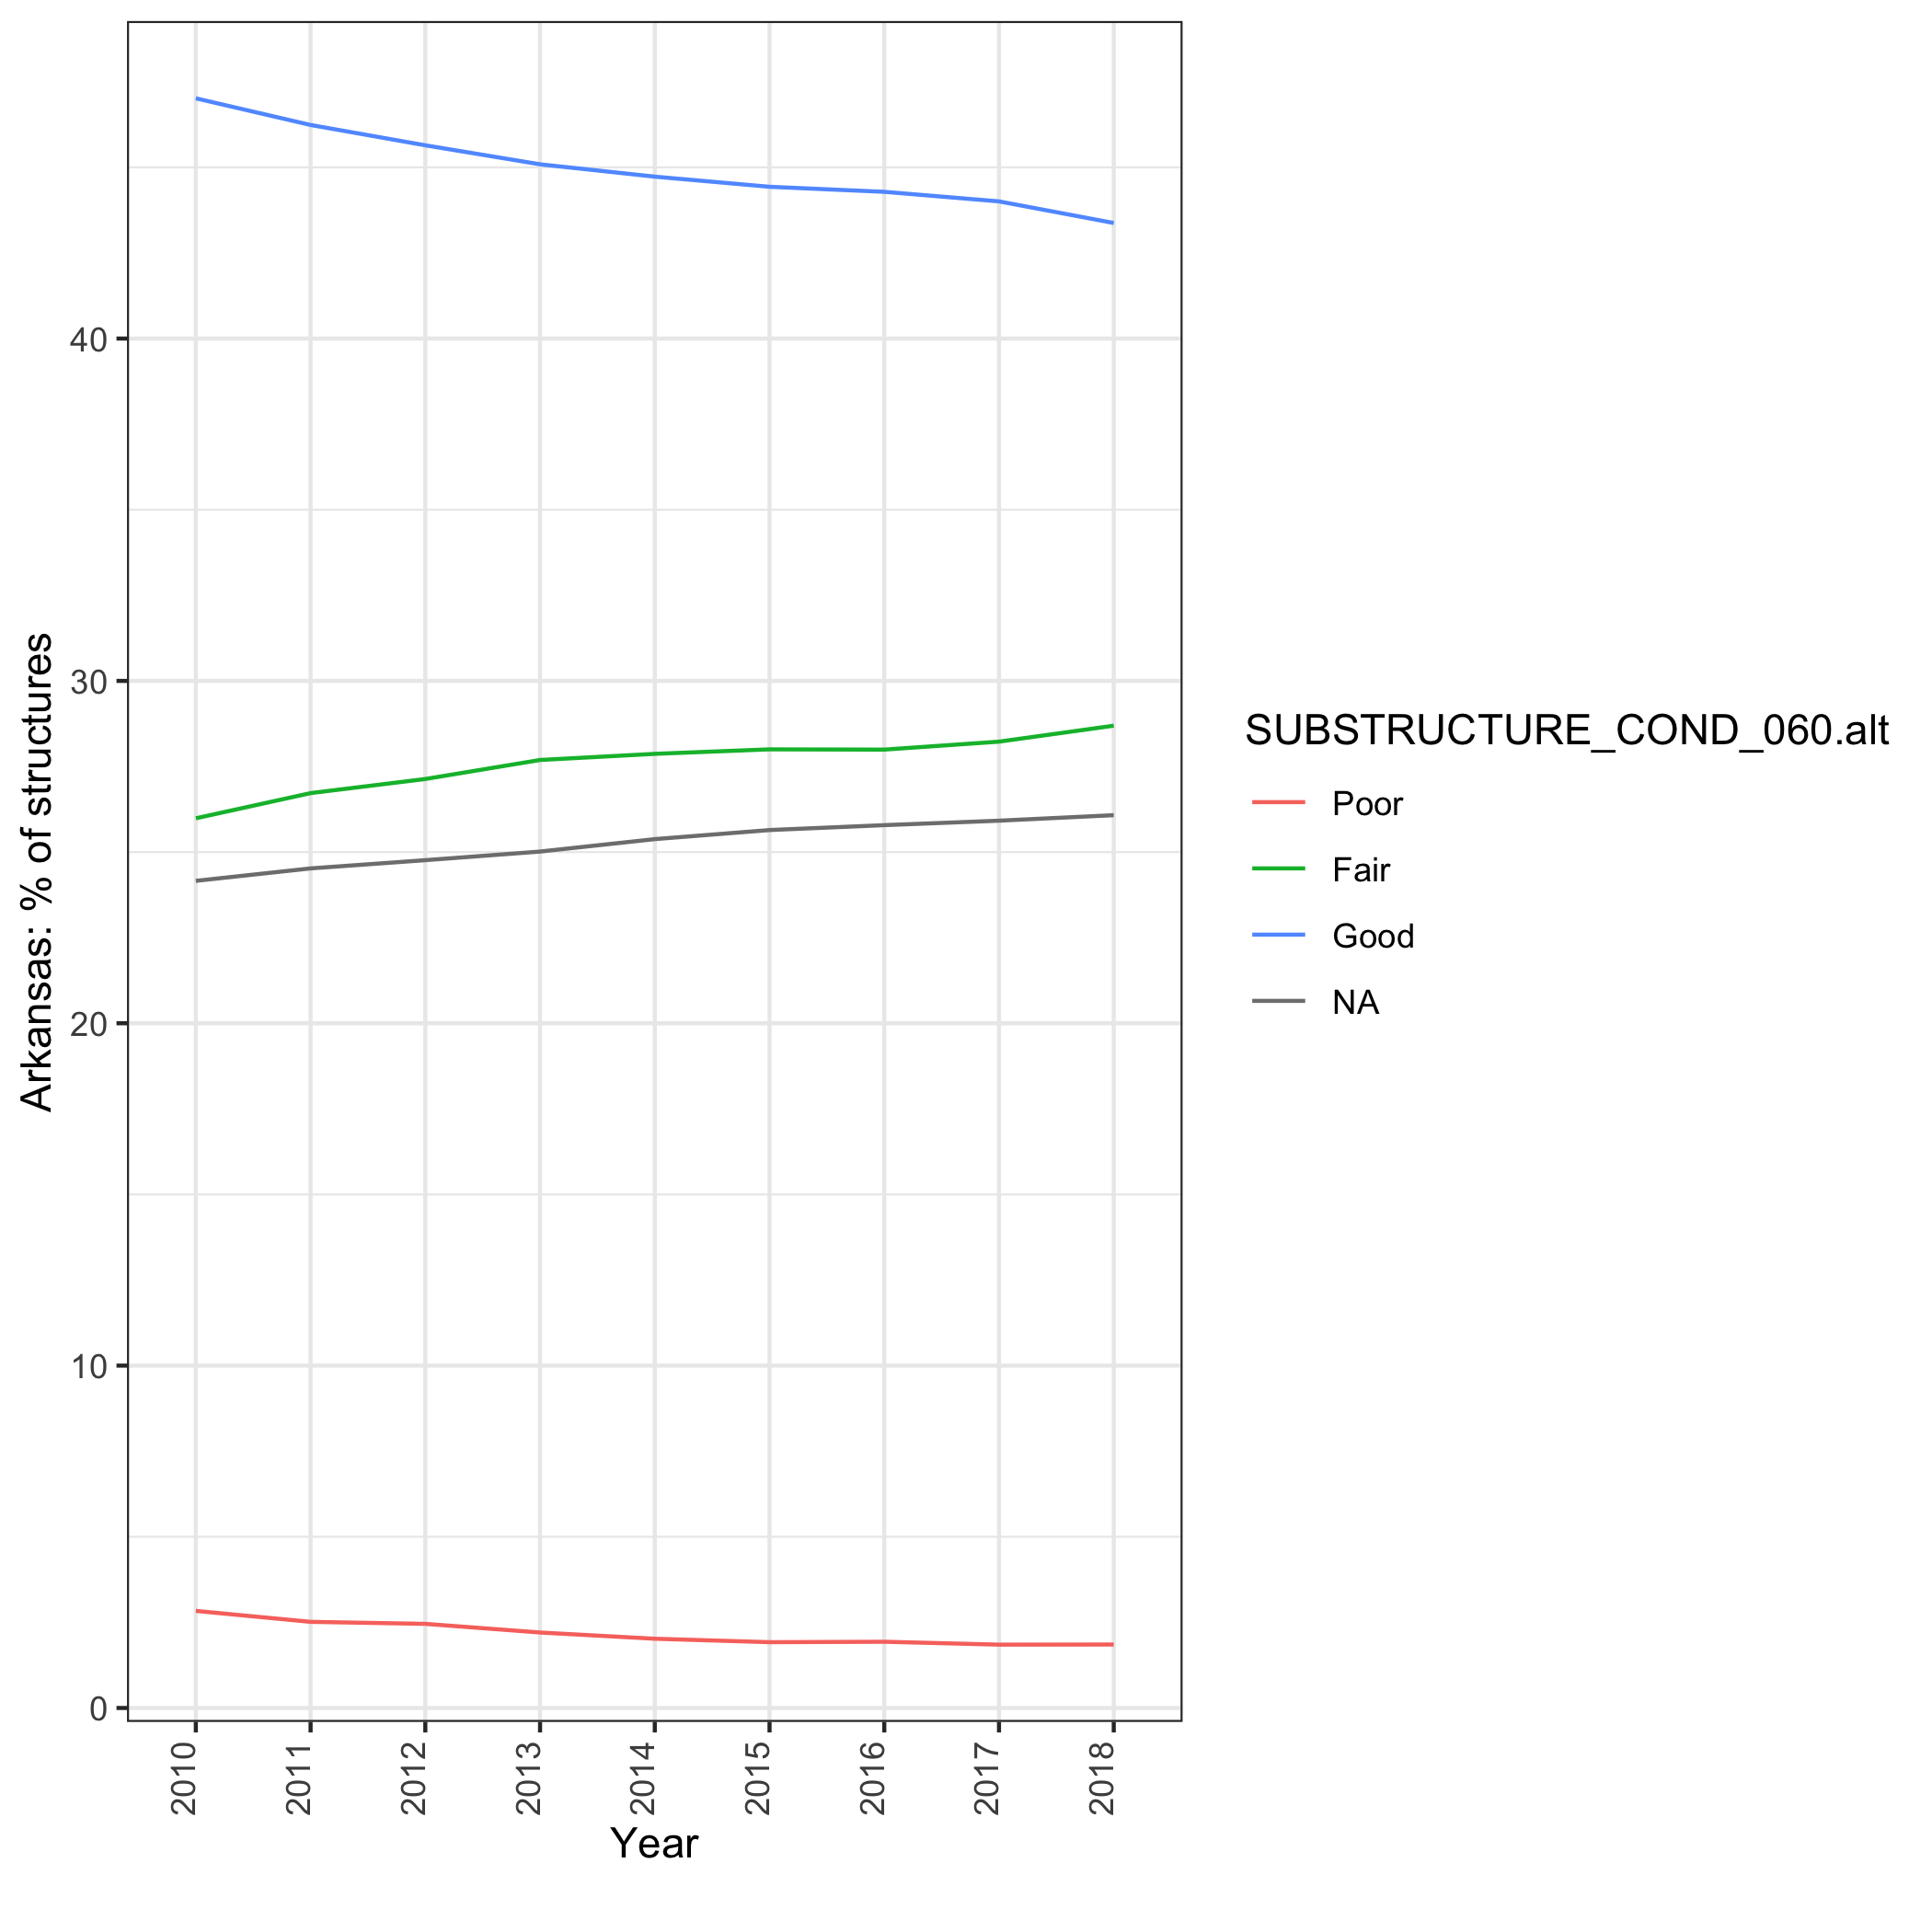 Arkansas: % of structures
40
30
20
10
0
2010
2011
2012
2013
2014
2015
2016
2017
2018
Year
SUBSTRUCTURE_COND_060.alt
Poor
Fair
Good
NA